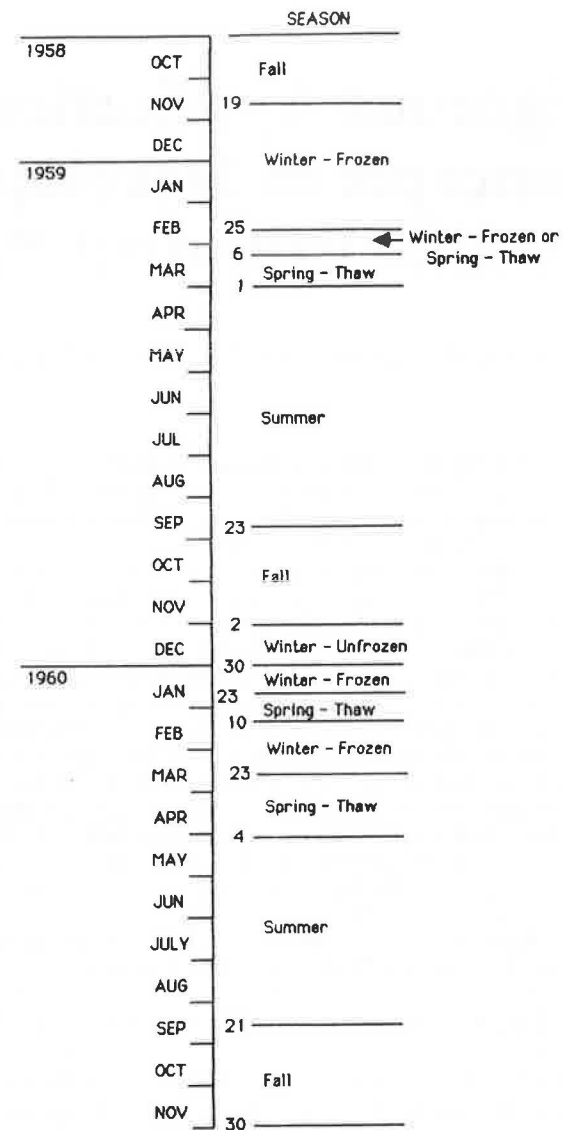 SEASON
1958
OCT
Fall
NOV 19
DEC
Winter - Frozen
1959
JAN
FEB 25
Winter - Frozen or
Spring - Thaw
6
MAR Spring - Thaw
1
APR
MAY
JUN
Summer
JUL
AUG
SEP 23
OCT
Fall
NOV
2
DEC Winter - Unfrozen
30
1960
Winter - Frozen
JAN 23
Spring - Thaw
10
FEB
Winter - Frozen
MAR 23
Spring - Thaw
APR
4
MAY
JUN
Summer
JULY
AUG
SEP 21
OCT
Fall
NOV
30